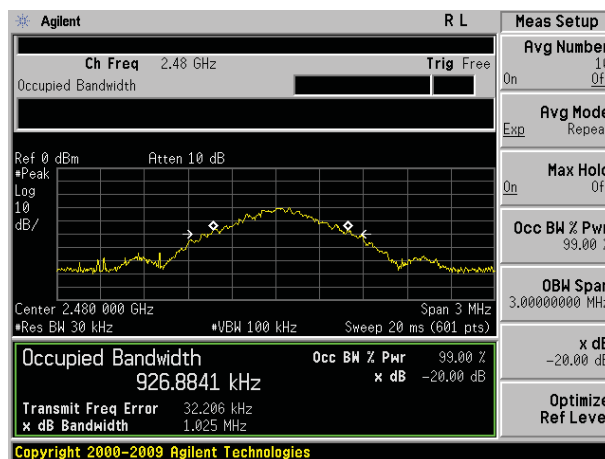 Agilent R L Meas Setup
Ch Freq 2.48 GHz Trig Free
Occupied Bandwidth
Avg Number
10
On Off
Avg Mode
Exp Repeat
Max Hold
On Off
Occ BW % Pwr
99.00 %
OBW Span
3.00000000 MHz
x dB
-20.00 dB
Optimize
Ref Level
Ref 0 dBm Atten 10 dB
#Peak
Log
10
dB/
Center 2.480 000 GHz Span 3 MHz
#Res BW 30 kHz #VBW 100 kHz Sweep 20 ms (601 pts)
Occupied Bandwidth Occ BW % Pwr 99.00 %
926.8841 kHz x dB -20.00 dB
Transmit Freq Error 32.206 kHz
x dB Bandwidth 1.025 MHz
Copyright 2000-2009 Agilent Technologies